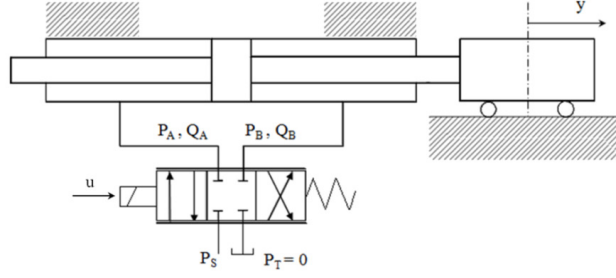 y
P_A , Q_A P_B , Q_B
u
P_S P_T = 0